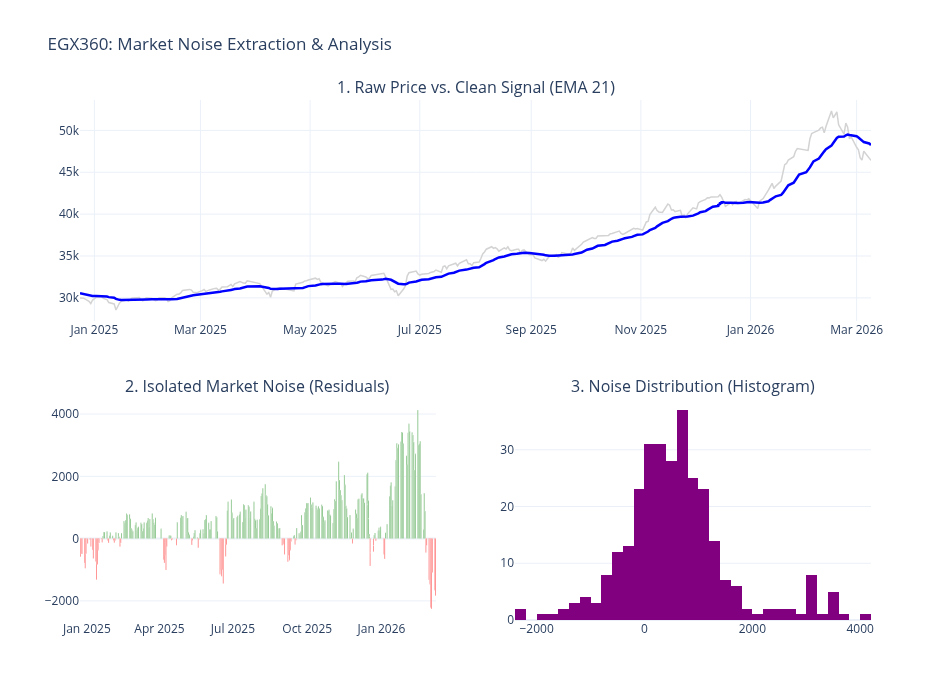 EGX360: Market Noise Extraction & Analysis
1. Raw Price vs. Clean Signal (EMA 21)
50k
45k
40k
35k
30k
Jan 2025 Mar 2025 May 2025 Jul 2025 Sep 2025 Nov 2025 Jan 2026 Mar 2026
2. Isolated Market Noise (Residuals)
4000
2000
0
−2000
Jan 2025 Apr 2025 Jul 2025 Oct 2025 Jan 2026
3. Noise Distribution (Histogram)
30
20
10
0
−2000 0 2000 4000